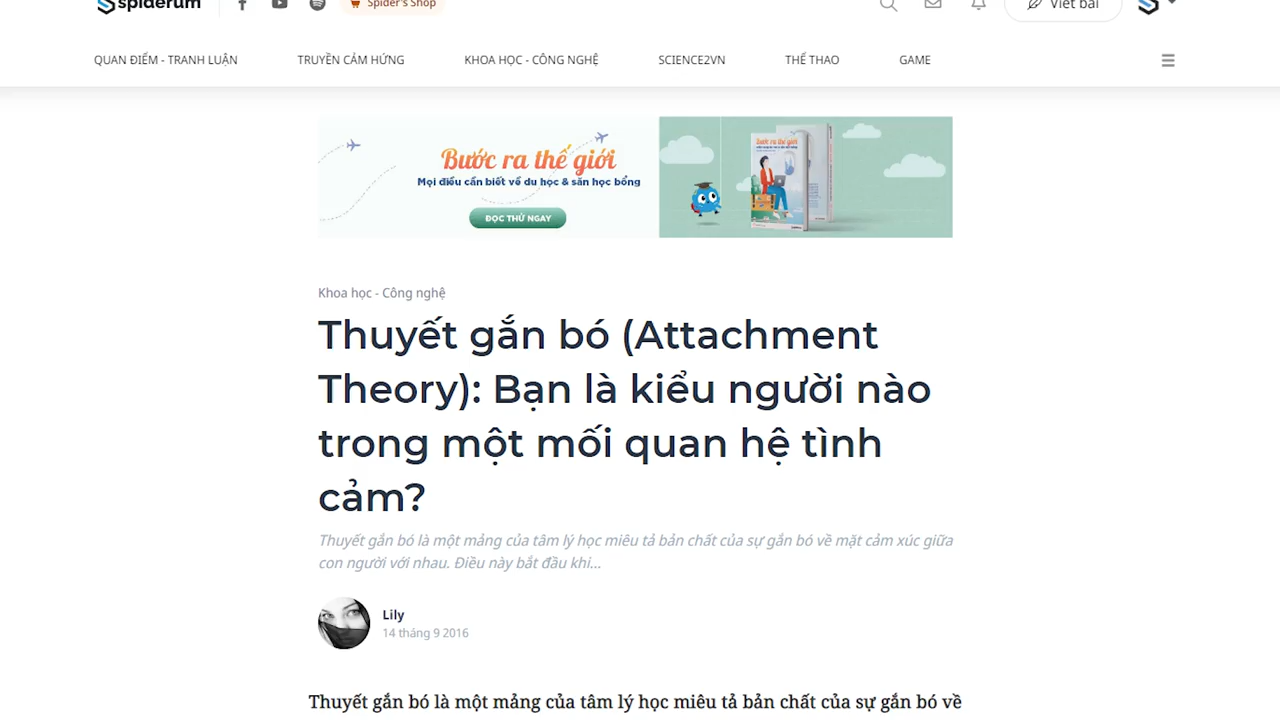 spiderum
Spider's Shop
Viết bài
QUAN ĐIỂM - TRANH LUẬN
TRUYỀN CẢM HỨNG
KHOA HỌC - CÔNG NGHỆ
SCIENCE2VN
THỂ THAO
GAME
Bước ra thế giới
Mọi điều cần biết về du học & săn học bổng
ĐỌC THỬ NGAY
Bước ra thế giới
Khoa học - Công nghệ
Thuyết gắn bó (Attachment
Theory): Bạn là kiểu người nào
trong một mối quan hệ tình
cảm?
Thuyết gắn bó là một mảng của tâm lý học miêu tả bản chất của sự gắn bó về mặt cảm xúc giữa
con người với nhau. Điều này bắt đầu khi...
Lily
14 tháng 9 2016
Thuyết gắn bó là một mảng của tâm lý học miêu tả bản chất của sự gắn bó về